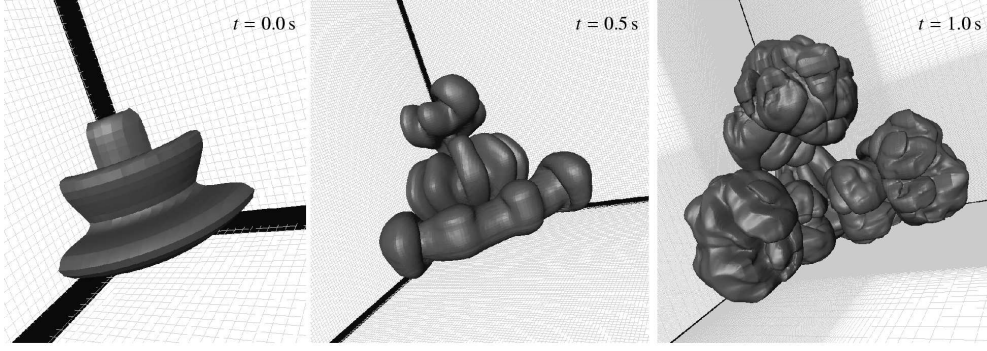 t = 0.0 s
t = 0.5 s
t = 1.0 s